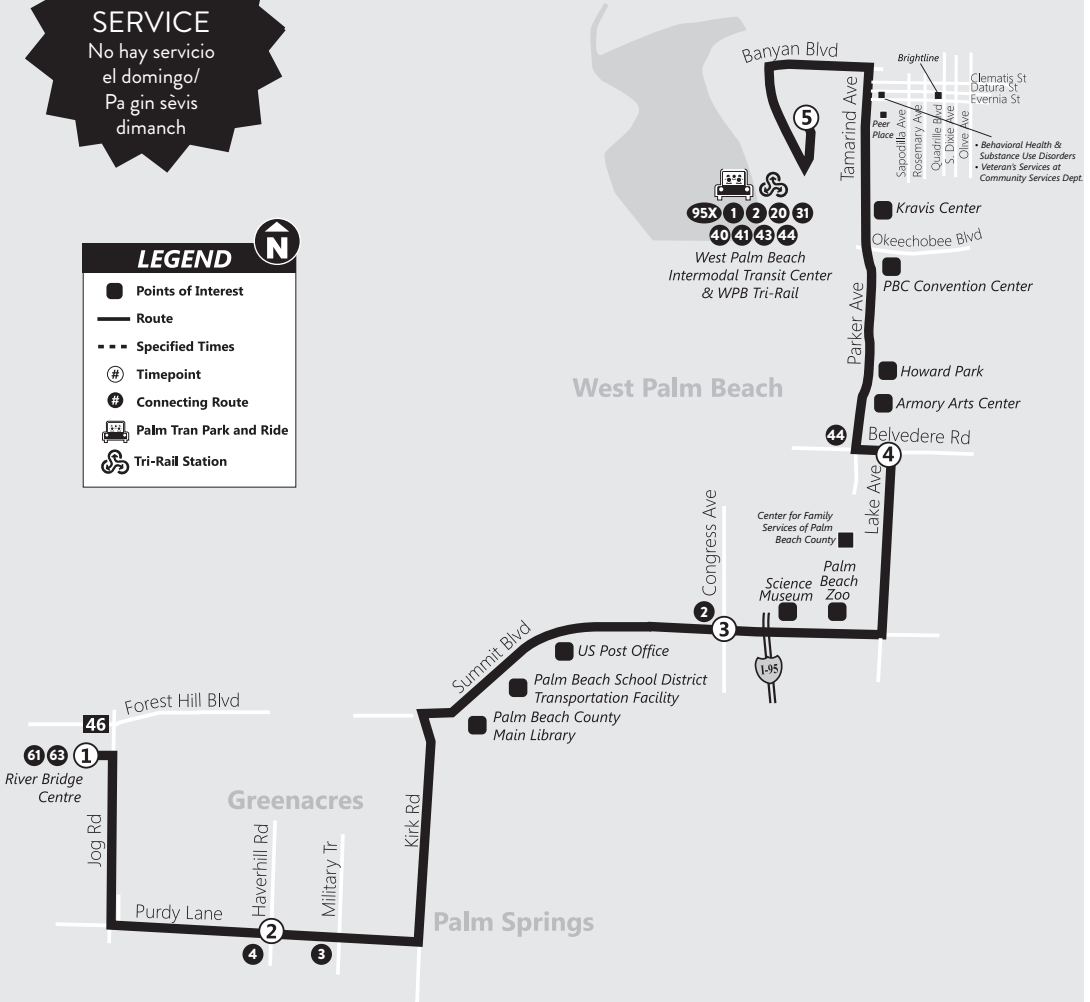 SERVICE
No hay servicio
el domingo/
Pa gin sèvis
dimanch
N
LEGEND
Points of Interest
Route
Specified Times
# Timepoint
# Connecting Route
Palm Tran Park and Ride
Tri-Rail Station
Banyan Blvd
5
Tamarind Ave
Brightline
Clematis St
Datura St
Evernia St
Peer
Place
Sapodilla Ave
Rosemary Ave
Quadrille Blvd
S. Dixie Ave
Olive Ave
• Behavioral Health &
Substance Use Disorders
• Veteran's Services at
Community Services Dept.
95X 1 2 20 31
40 41 43 44
West Palm Beach
Intermodal Transit Center
& WPB Tri-Rail
Kravis Center
Okeechobee Blvd
PBC Convention Center
Parker Ave
West Palm Beach
Howard Park
Armory Arts Center
44
Belvedere Rd
4
Lake Ave
Congress Ave
Center for Family
Services of Palm
Beach County
Science
Museum
Palm
Beach
Zoo
2
3
I-95
Summit Blvd
US Post Office
Palm Beach School District
Transportation Facility
Palm Beach County
Main Library
Forest Hill Blvd
46
61 63 1
River Bridge
Centre
Jog Rd
Greenacres
Haverhill Rd
Military Tr
Kirk Rd
Purdy Lane
2
4
3
Palm Springs